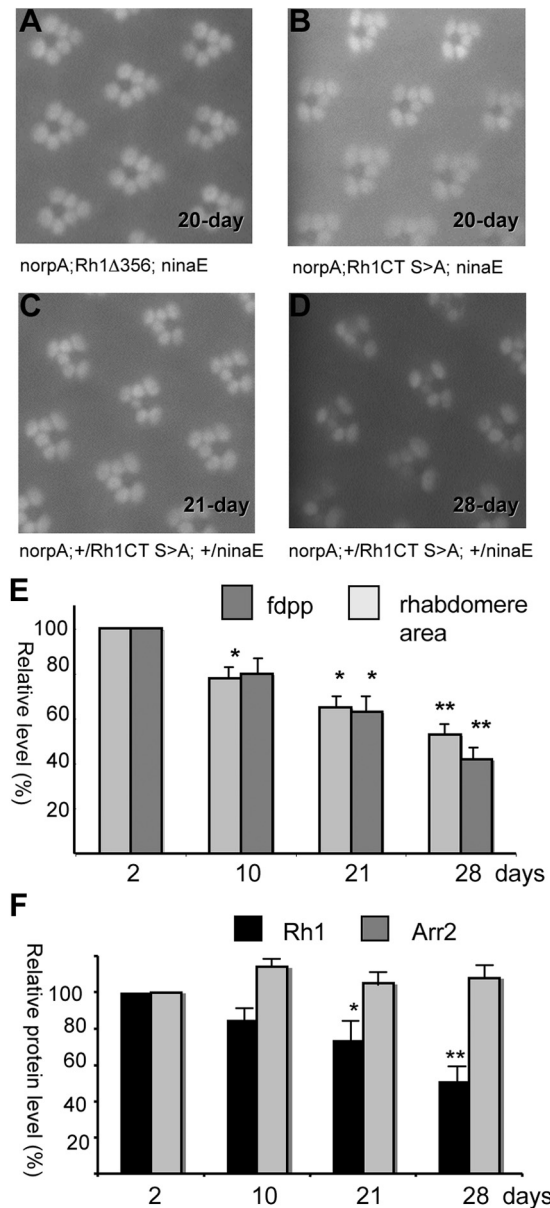 A
20-day
norpA;Rh1Δ356; ninaE
B
20-day
norpA;Rh1CT S>A; ninaE
C
21-day
norpA;+/Rh1CT S>A; +/ninaE
D
28-day
norpA;+/Rh1CT S>A; +/ninaE
E
fdpp
rhabdomere
area
Relative level (%)
100
80
60
40
20
*
*
*
**
**
2 10 21 28 days
F
Rh1
Arr2
Relative protein level (%)
100
80
60
40
20
*
**
2 10 21 28 days